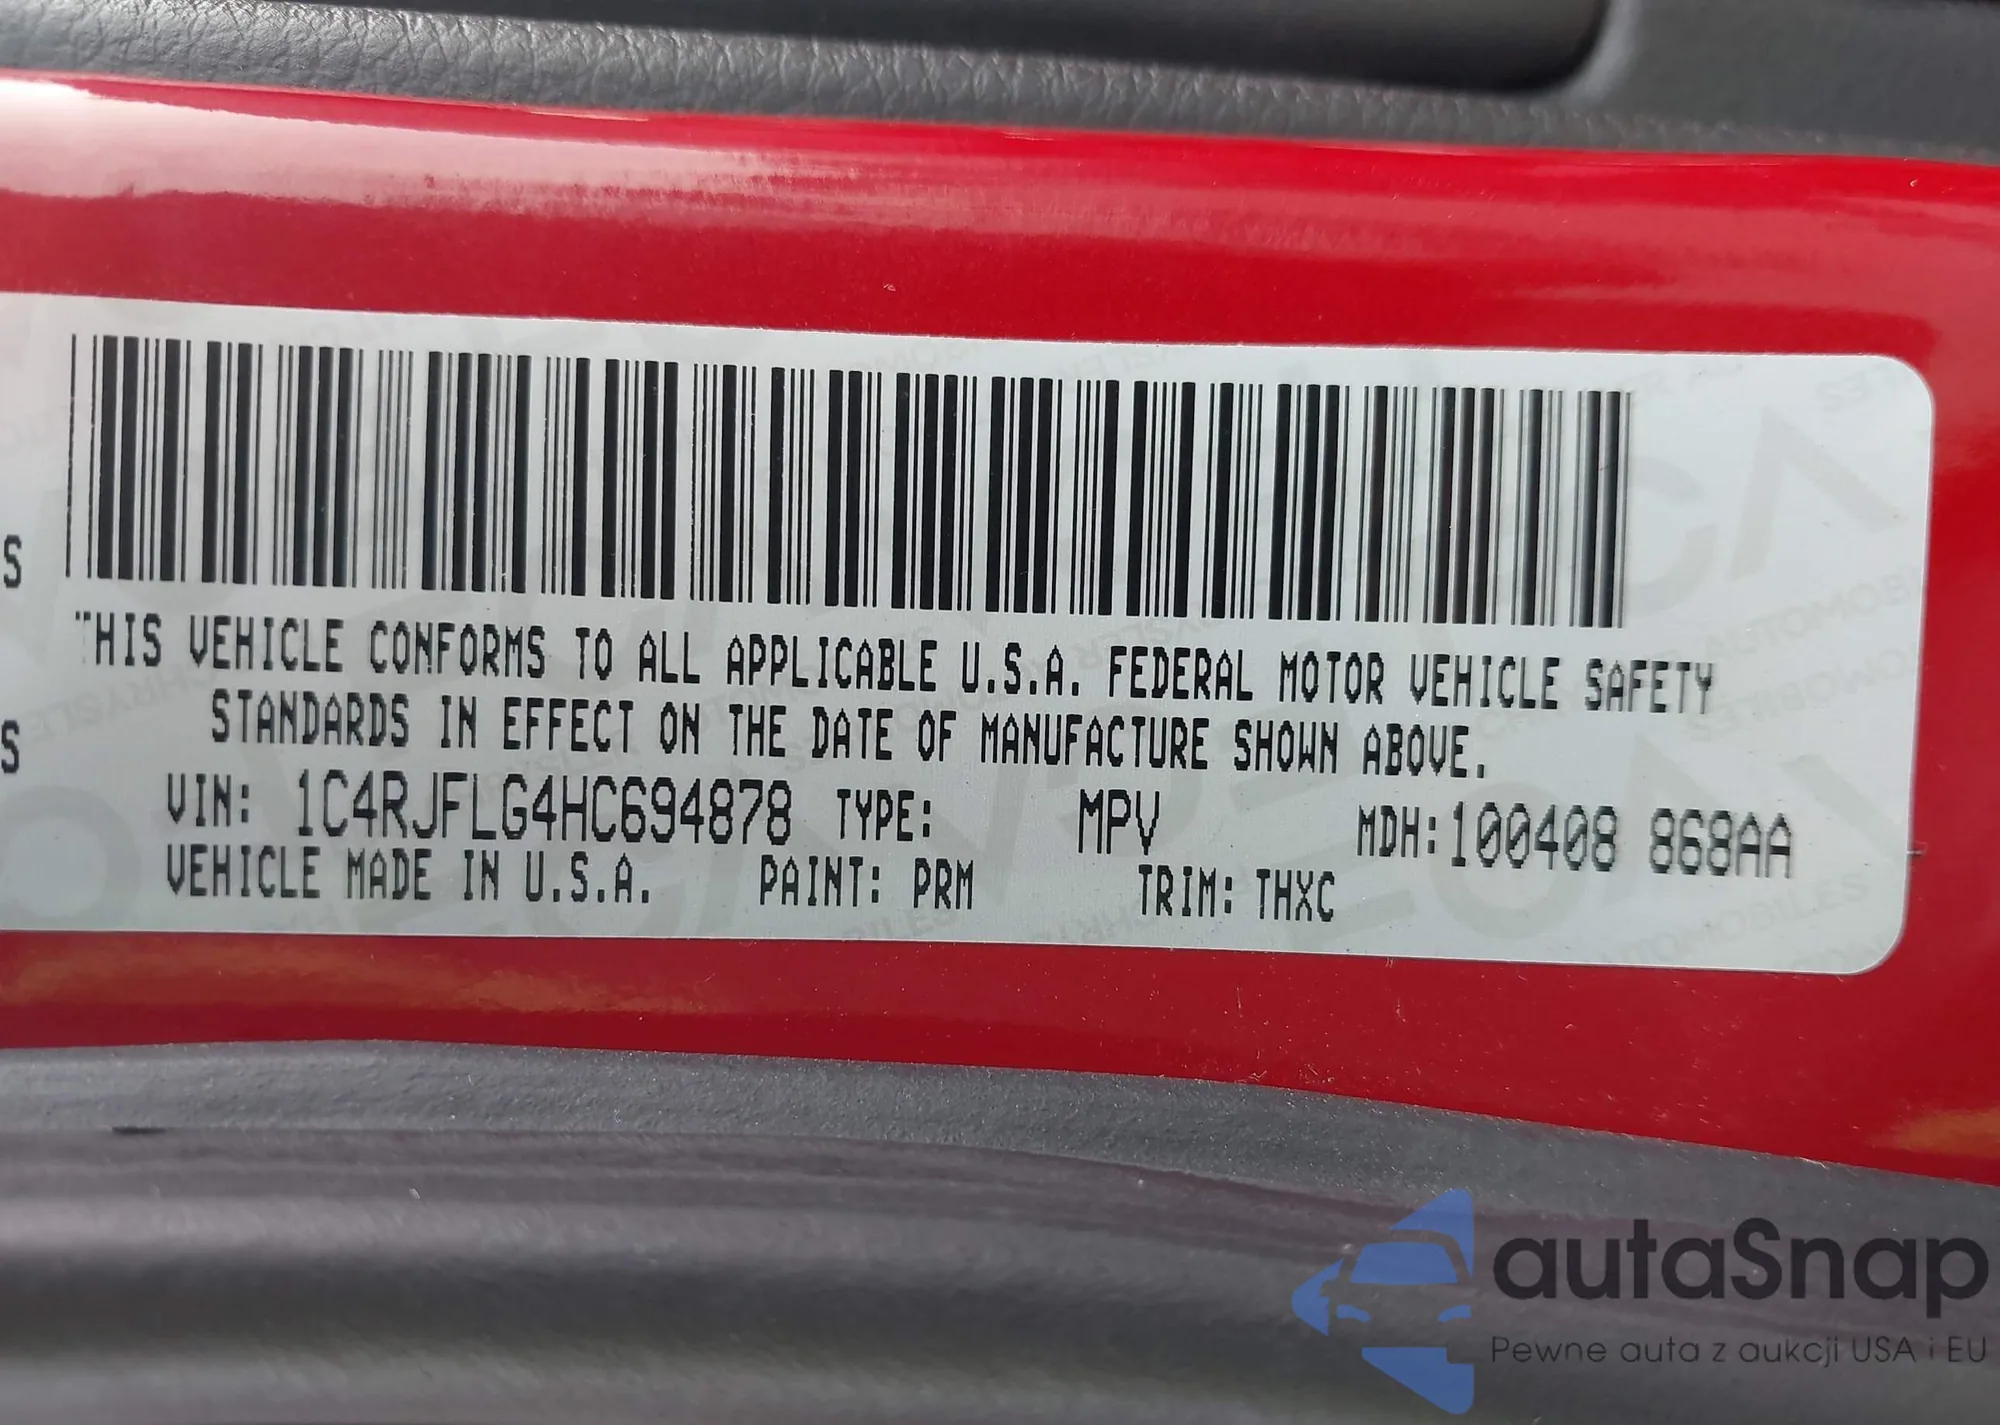 S
THIS VEHICLE CONFORMS TO ALL APPLICABLE U.S.A. FEDERAL MOTOR VEHICLE SAFETY
STANDARDS IN EFFECT ON THE DATE OF MANUFACTURE SHOWN ABOVE.
S
VIN: 1C4RJFLG4HC694878 TYPE: MPV MDH:100408 868AA
VEHICLE MADE IN U.S.A. PAINT: PRM TRIM: THXC
autaSnap
Pewne auta z aukcji USA i EU